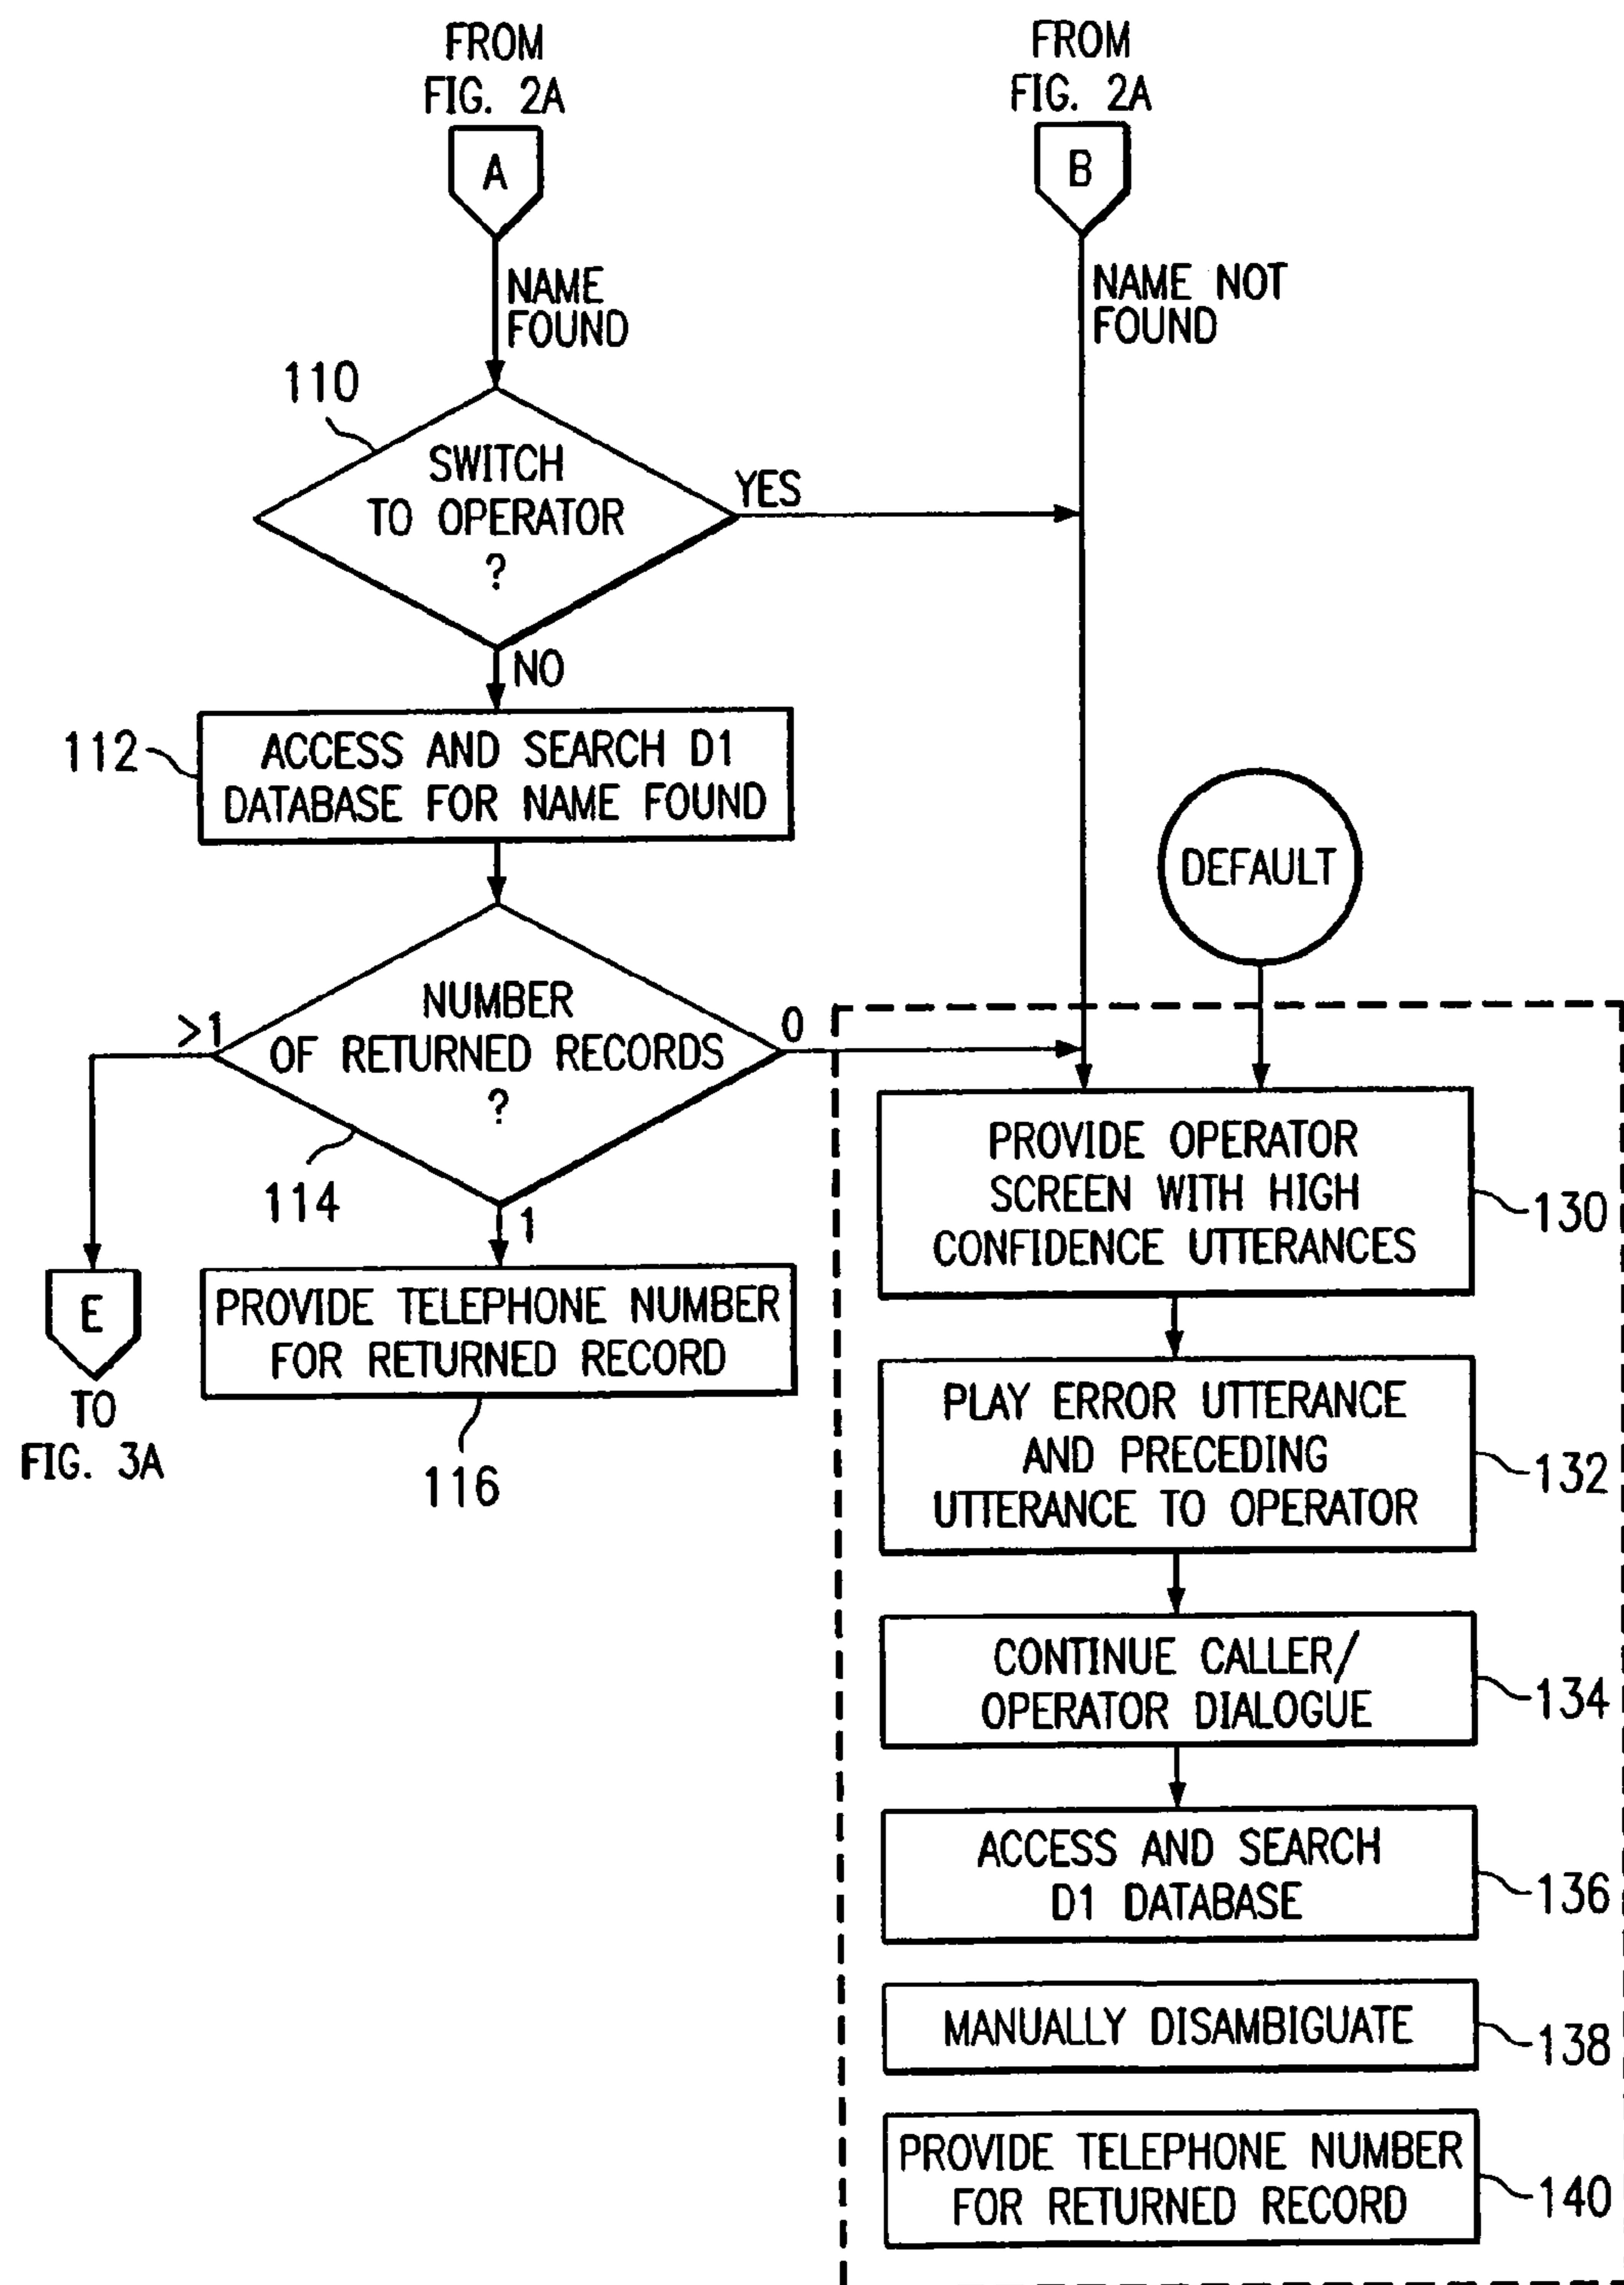 FROM
FIG. 2A
A
NAME
FOUND
110
SWITCH
TO OPERATOR
?
YES
NO
112
ACCESS AND SEARCH D1
DATABASE FOR NAME FOUND
NUMBER
OF RETURNED RECORDS
?
>1
0
1
114
E
TO
FIG. 3A
PROVIDE TELEPHONE NUMBER
FOR RETURNED RECORD
116
FROM
FIG. 2A
B
NAME NOT
FOUND
DEFAULT
PROVIDE OPERATOR
SCREEN WITH HIGH
CONFIDENCE UTTERANCES
130
PLAY ERROR UTTERANCE
AND PRECEDING
UTTERANCE TO OPERATOR
132
CONTINUE CALLER/
OPERATOR DIALOGUE
134
ACCESS AND SEARCH
D1 DATABASE
136
MANUALLY DISAMBIGUATE
138
PROVIDE TELEPHONE NUMBER
FOR RETURNED RECORD
140